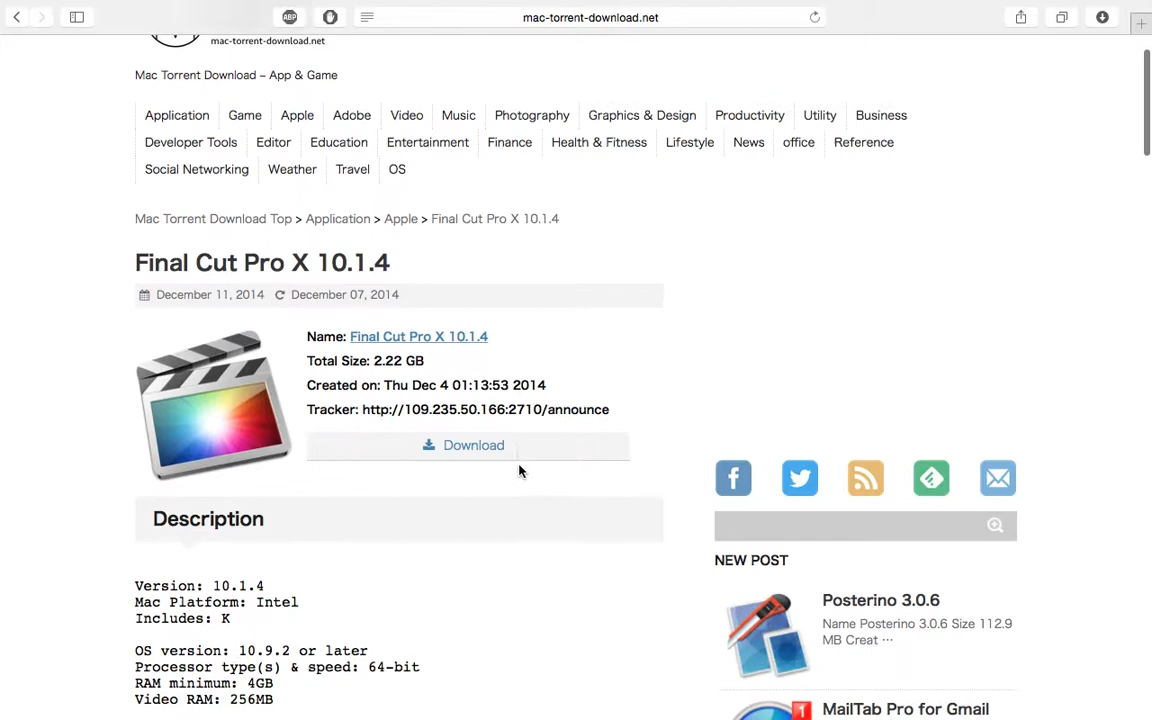 ABP
mac-torrent-download.net
mac-torrent-download.net
Mac Torrent Download – App & Game
Application Game Apple Adobe Video Music Photography Graphics & Design Productivity Utility Business
Developer Tools Editor Education Entertainment Finance Health & Fitness Lifestyle News office Reference
Social Networking Weather Travel OS
Mac Torrent Download Top > Application > Apple > Final Cut Pro X 10.1.4
Final Cut Pro X 10.1.4
December 11, 2014 December 07, 2014
Name: Final Cut Pro X 10.1.4
Total Size: 2.22 GB
Created on: Thu Dec 4 01:13:53 2014
Tracker: http://109.235.50.166:2710/announce
Download
Description
Version: 10.1.4
Mac Platform: Intel
Includes: K
OS version: 10.9.2 or later
Processor type(s) & speed: 64-bit
RAM minimum: 4GB
Video RAM: 256MB
NEW POST
Posterino 3.0.6
Name Posterino 3.0.6 Size 112.9
MB Creat ···
1
MailTab Pro for Gmail